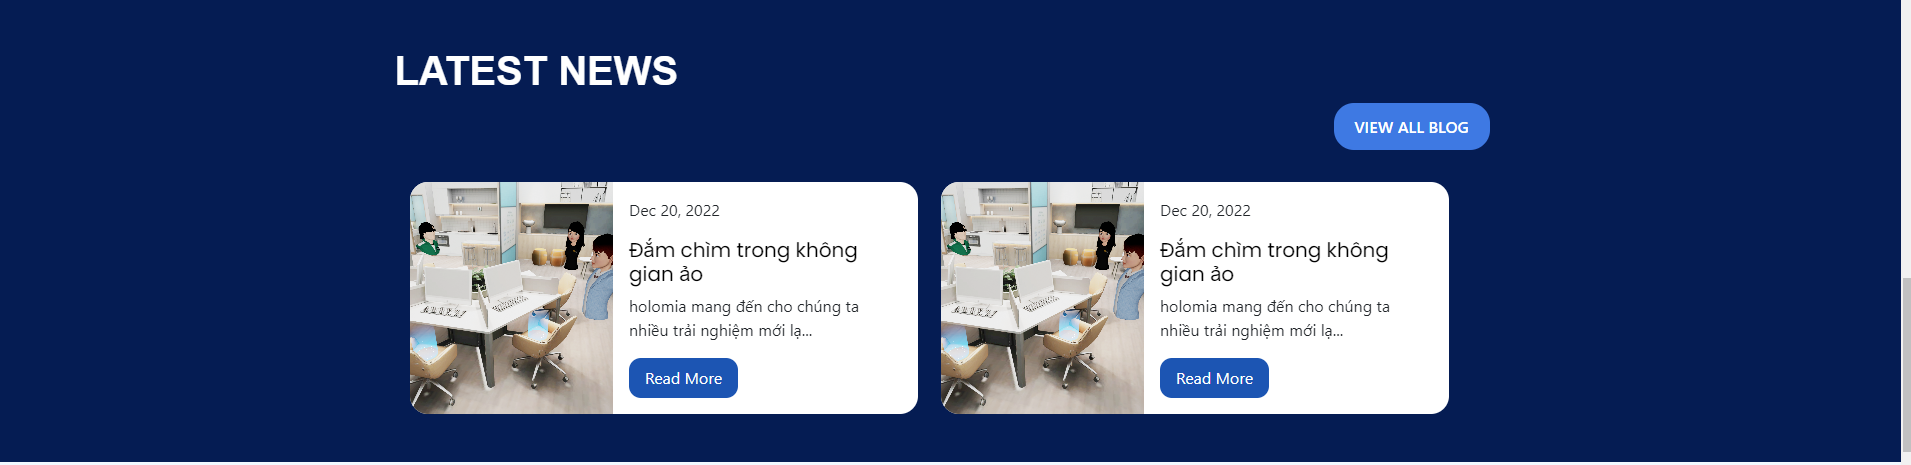 LATEST NEWS
VIEW ALL BLOG
Dec 20, 2022
Đắm chìm trong không
gian ảo
holomia mang đến cho chúng ta
nhiều trải nghiệm mới lạ...
Read More
Dec 20, 2022
Đắm chìm trong không
gian ảo
holomia mang đến cho chúng ta
nhiều trải nghiệm mới lạ...
Read More